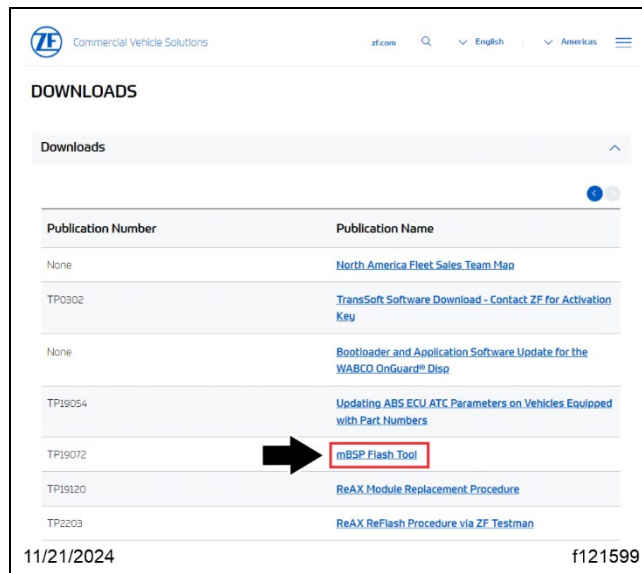 ZF Commercial Vehicle Solutions zf.com English Americas
DOWNLOADS
Downloads
Publication Number Publication Name
None North America Fleet Sales Team Map
TP0302 TransSoft Software Download - Contact ZF for Activation
Key
None Bootloader and Application Software Update for the
WABCO OnGuard® Disp
TP19054 Updating ABS ECU ATC Parameters on Vehicles Equipped
with Part Numbers
TP19072 mBSP Flash Tool
TP19120 ReAX Module Replacement Procedure
TP2203 ReAX ReFlash Procedure via ZF Testman
11/21/2024 f121599